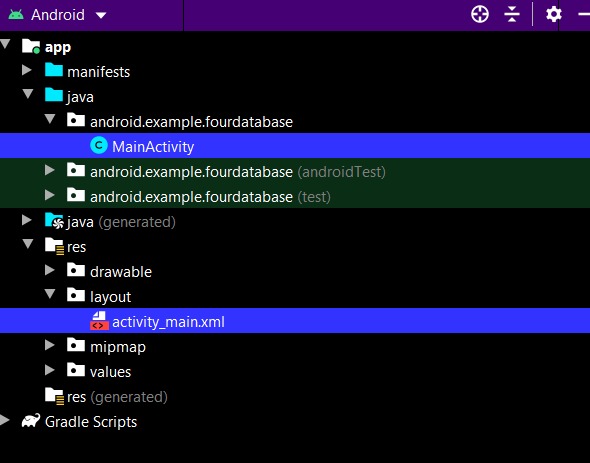 Android
app
manifests
java
android.example.fourdatabase
C MainActivity
android.example.fourdatabase (androidTest)
android.example.fourdatabase (test)
java (generated)
res
drawable
layout
<> activity_main.xml
mipmap
values
res (generated)
Gradle Scripts